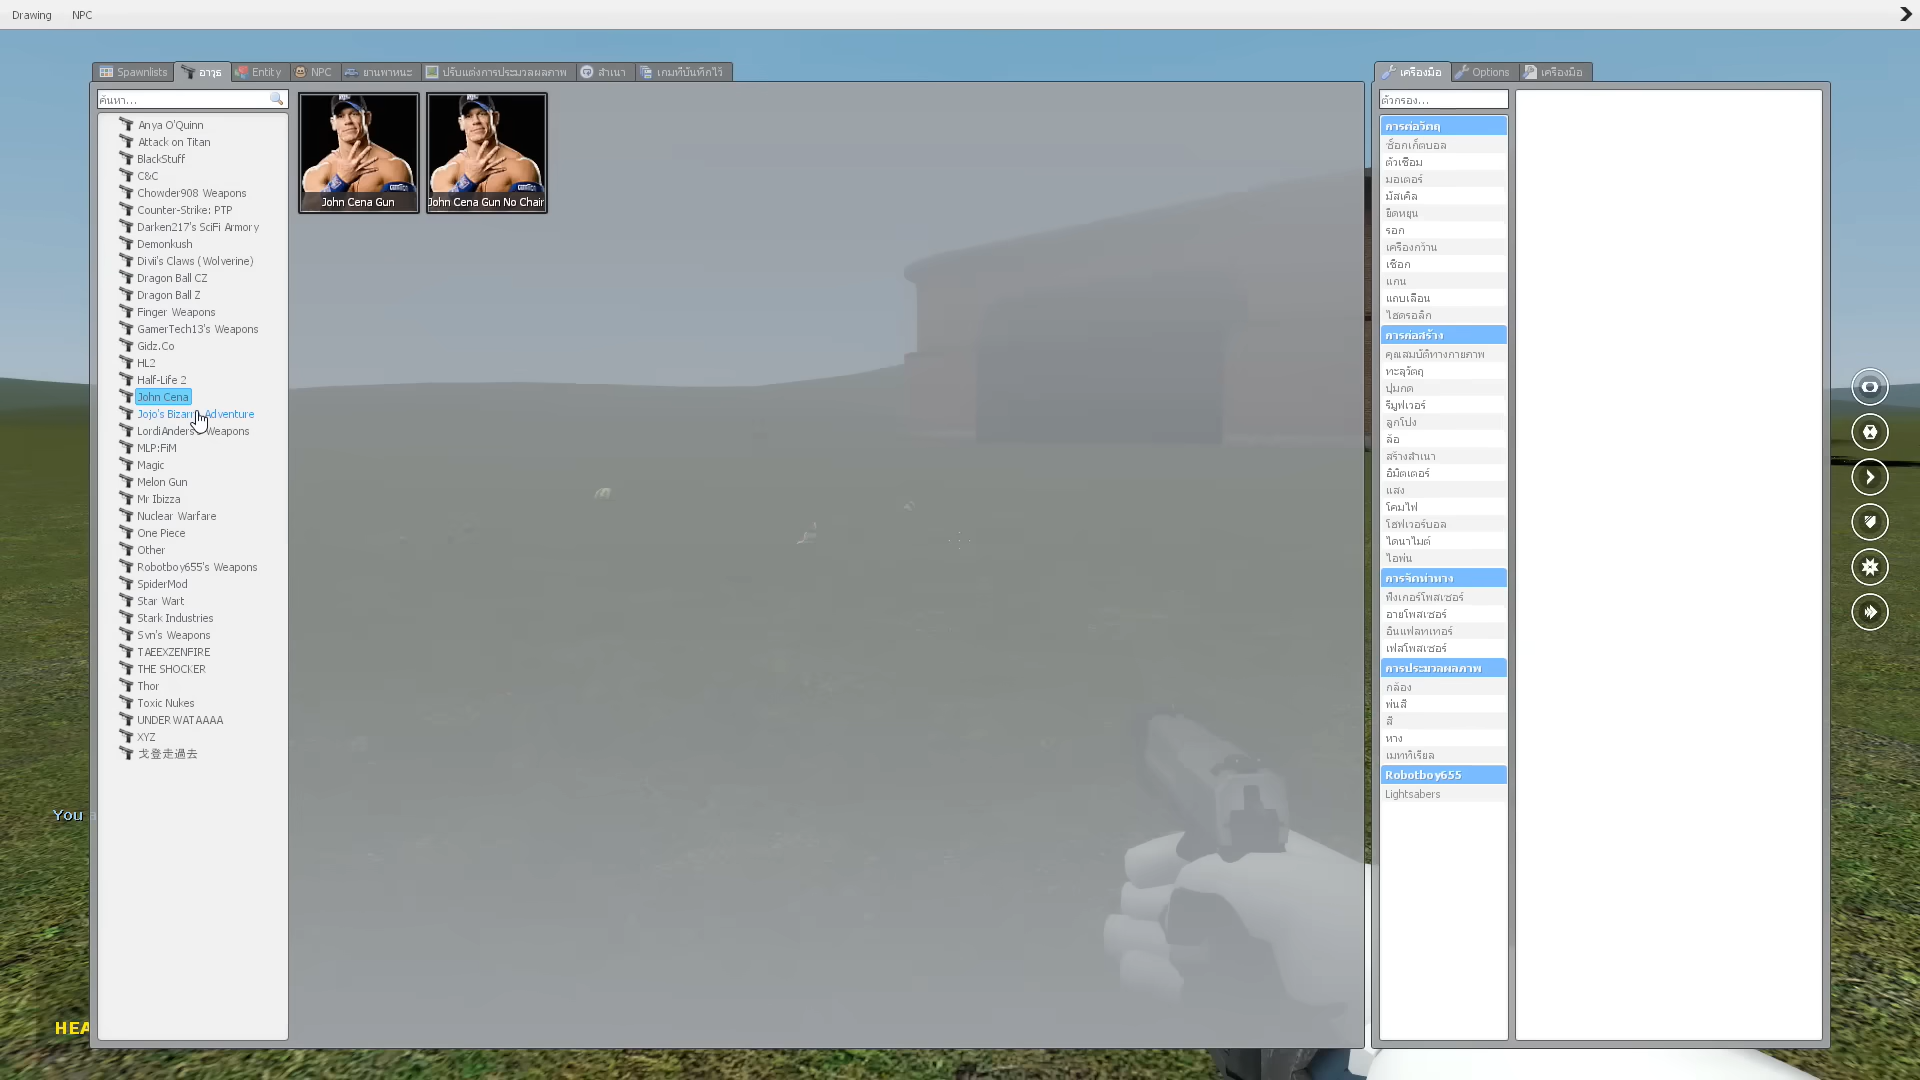 Drawing NPC
Spawnlists อาวุธ Entity NPC ยานพาหนะ ปรับแต่งการประมวลผลภาพ สำเนา เกมที่บันทึกไว้
ค้นหา...
Anya O'Quinn
Attack on Titan
BlackStuff
C&C
Chowder908 Weapons
Counter-Strike: PTP
Darken217's SciFi Armory
Demonkush
Divii's Claws (Wolverine)
Dragon Ball CZ
Dragon Ball Z
Finger Weapons
GamerTech13's Weapons
Gidz.Co
HL2
Half-Life 2
John Cena
Jojo's Adventure
Weapons
MLP:FiM
Magic
Melon Gun
Mr Ibizza
Nuclear Warfare
One Piece
Other
Robotboy655's Weapons
SpiderMod
Star Wart
Stark Industries
Svn's Weapons
TAEEXZENFIRE
THE SHOCKER
Thor
Toxic Nukes
UNDERWATAAAA
XYZ
戈登走過去
John Cena Gun
John Cena Gun No Chair
You
HEA
เครื่องมือ Options เครื่องมือ
ตัวกรอง...
การต่อวัตถุ
ซ็อกเก็ตบอล
ตัวเชื่อม
มอเตอร์
มัสเคิล
ยืดหยุ่น
รอก
เครื่องกว้าน
เชือก
แกน
แถบเลื่อน
ไฮดรอลิก
การก่อสร้าง
คุณสมบัติทางกายภาพ
ทะลุวัตถุ
ปุ่มกด
รีมูฟเวอร์
ลูกโป่ง
ล้อ
สร้างสำเนา
อิมิตเตอร์
แสง
โคมไฟ
โฮฟเวอร์บอล
ไดนาไมต์
ไอพ่น
การจัดท่าทาง
ฟิงเกอร์โพสเซอร์
อายโพสเซอร์
อินแฟลทเทอร์
เฟสโพสเซอร์
การประมวลผลภาพ
กล้อง
พ่นสี
สี
หาง
เมททีเรียล
Robotboy655
Lightsabers